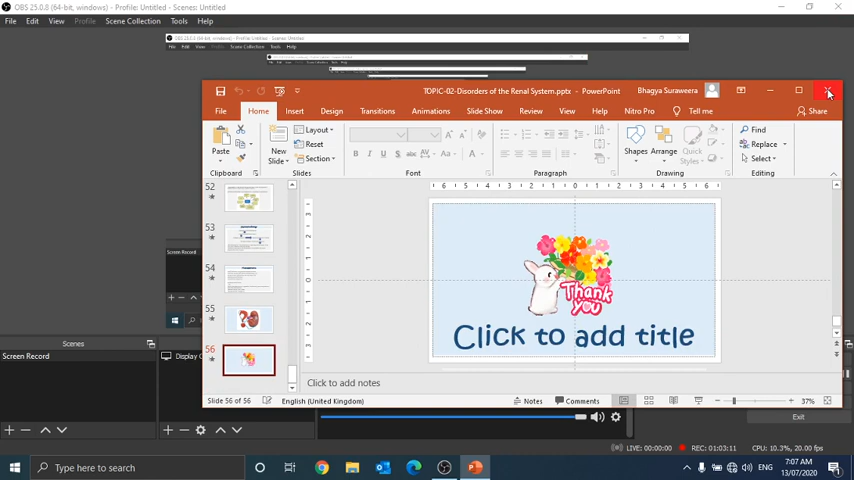 OBS 25.0.8 (64-bit, windows) - Profile: Untitled - Scenes: Untitled
File Edit View Profile Scene Collection Tools Help
TOPIC-02-Disorders of the Renal System.pptx - PowerPoint Bhagya Suraweera
File Home Insert Design Transitions Animations Slide Show Review View Help Nitro Pro Tell me Share
Paste
New
Slide
Layout
Reset
Section
Shapes
Arrange
Quick
Styles
Find
Replace
Select
Clipboard Slides Font Paragraph Drawing Editing
52
53
54
55
56
Thank
You
Click to add title
Click to add notes
Slide 56 of 56 English (United Kingdom) Notes Comments 37%
Scenes
Screen Record
Display C
Exit
LIVE: 00:00:00 REC: 01:03:11 CPU: 10.3%, 20.00 fps
Type here to search
ENG
7:07 AM
13/07/2020